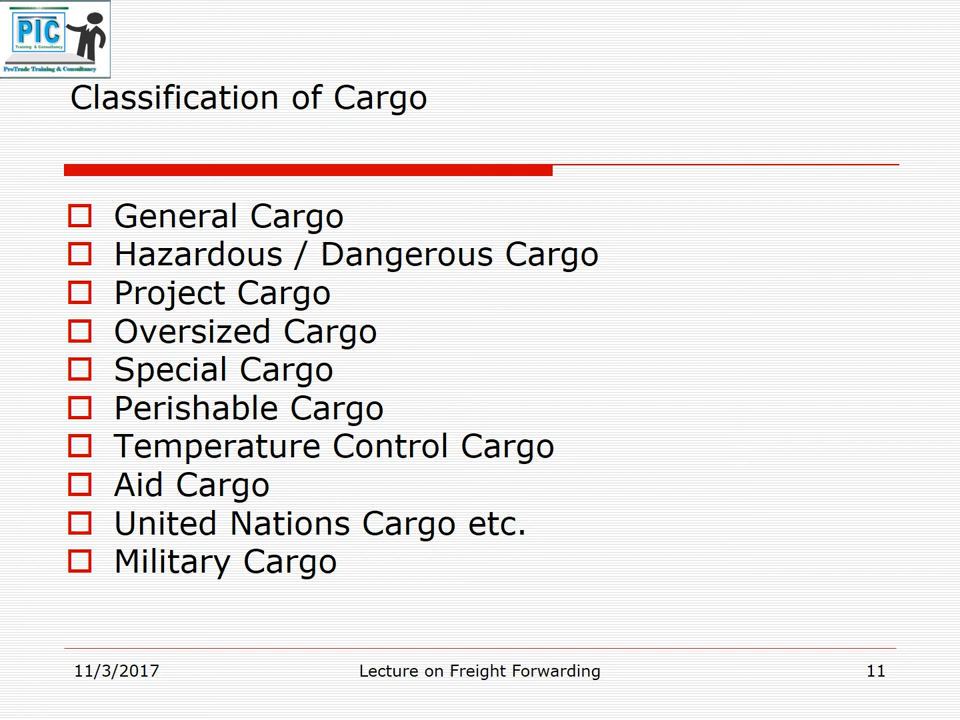 PIC
Training & Consultancy
ProTrade Training & Consultancy
Classification of Cargo
General Cargo
Hazardous / Dangerous Cargo
Project Cargo
Oversized Cargo
Special Cargo
Perishable Cargo
Temperature Control Cargo
Aid Cargo
United Nations Cargo etc.
Military Cargo
11/3/2017 Lecture on Freight Forwarding 11